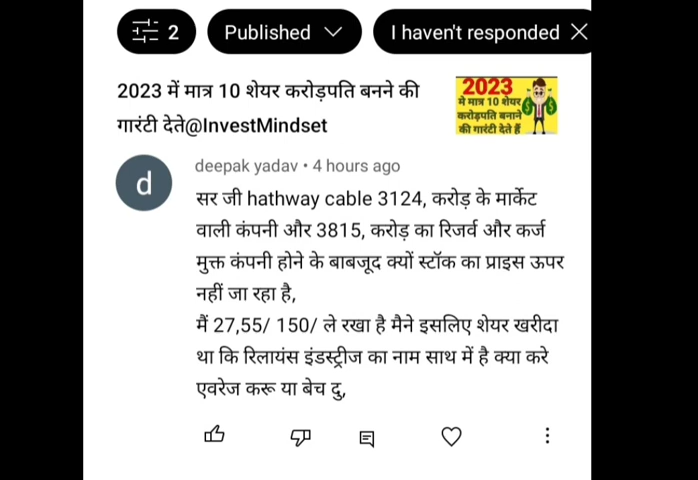 2
Published
I haven't responded
2023 में मात्र 10 शेयर करोड़पति बनने की
गारंटी देते@InvestMindset
2023
मे मात्र 10 शेयर
करोड़पति बनाने
की गारंटी देते हैं
d
deepak yadav • 4 hours ago
सर जी hathway cable 3124, करोड़ के मार्केट
वाली कंपनी और 3815, करोड़ का रिजर्व और कर्ज
मुक्त कंपनी होने के बाबजूद क्यों स्टॉक का प्राइस ऊपर
नहीं जा रहा है,
मैं 27,55/ 150/ ले रखा है मैने इसलिए शेयर खरीदा
था कि रिलायंस इंडस्ट्रीज का नाम साथ में है क्या करे
एवरेज करू या बेच दु,